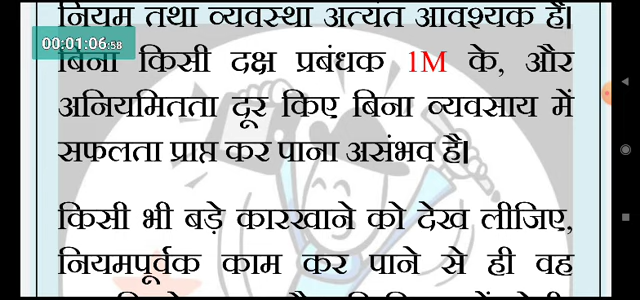 नियम तथा व्यवस्था अत्यंत आवश्यक है।
00:01:06:58
बिना किसी दक्ष प्रबंधक 1M के, और
अनियमितता दूर किए बिना व्यवसाय में
सफलता प्राप्त कर पाना असंभव है।
किसी भी बड़े कारखाने को देख लीजिए,
नियमपूर्वक काम कर पाने से ही वह